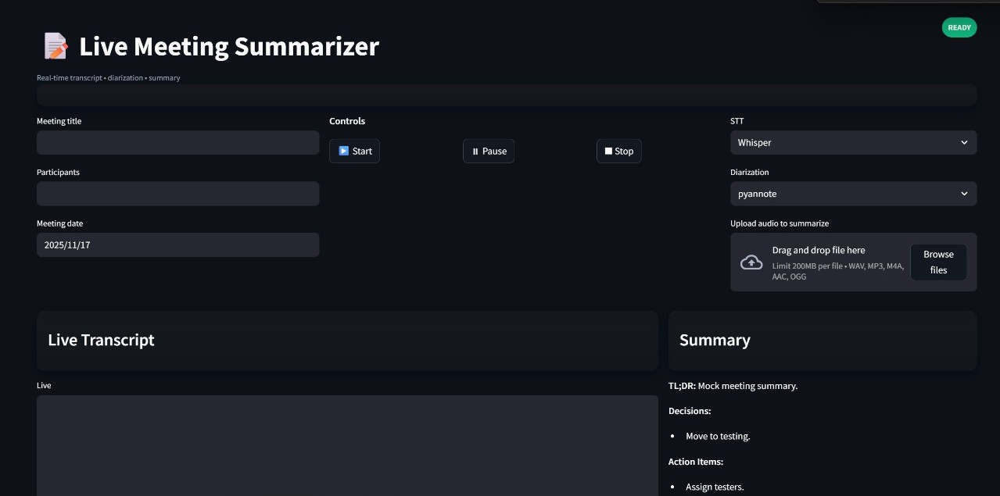 READY
Live Meeting Summarizer
Real-time transcript • diarization • summary
Meeting title
Participants
Meeting date
2025/11/17
Controls
Start
Pause
Stop
STT
Whisper
Diarization
pyannote
Upload audio to summarize
Drag and drop file here
Limit 200MB per file • WAV, MP3, M4A,
AAC, OGG
Browse
files
Live Transcript
Live
Summary
TL;DR: Mock meeting summary.
Decisions:
• Move to testing.
Action Items:
• Assign testers.